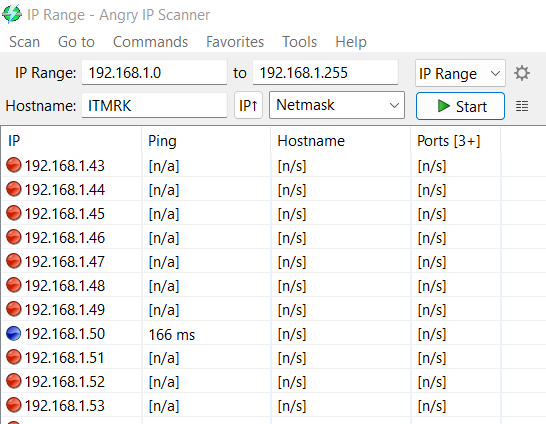 IP Range - Angry IP Scanner
Scan Go to Commands Favorites Tools Help
IP Range: 192.168.1.0 to 192.168.1.255 IP Range
Hostname: ITMRK IP↑ Netmask Start
IP Ping Hostname Ports [3+]
192.168.1.43 [n/a] [n/s] [n/s]
192.168.1.44 [n/a] [n/s] [n/s]
192.168.1.45 [n/a] [n/s] [n/s]
192.168.1.46 [n/a] [n/s] [n/s]
192.168.1.47 [n/a] [n/s] [n/s]
192.168.1.48 [n/a] [n/s] [n/s]
192.168.1.49 [n/a] [n/s] [n/s]
192.168.1.50 166 ms [n/s] [n/s]
192.168.1.51 [n/a] [n/s] [n/s]
192.168.1.52 [n/a] [n/s] [n/s]
192.168.1.53 [n/a] [n/s] [n/s]